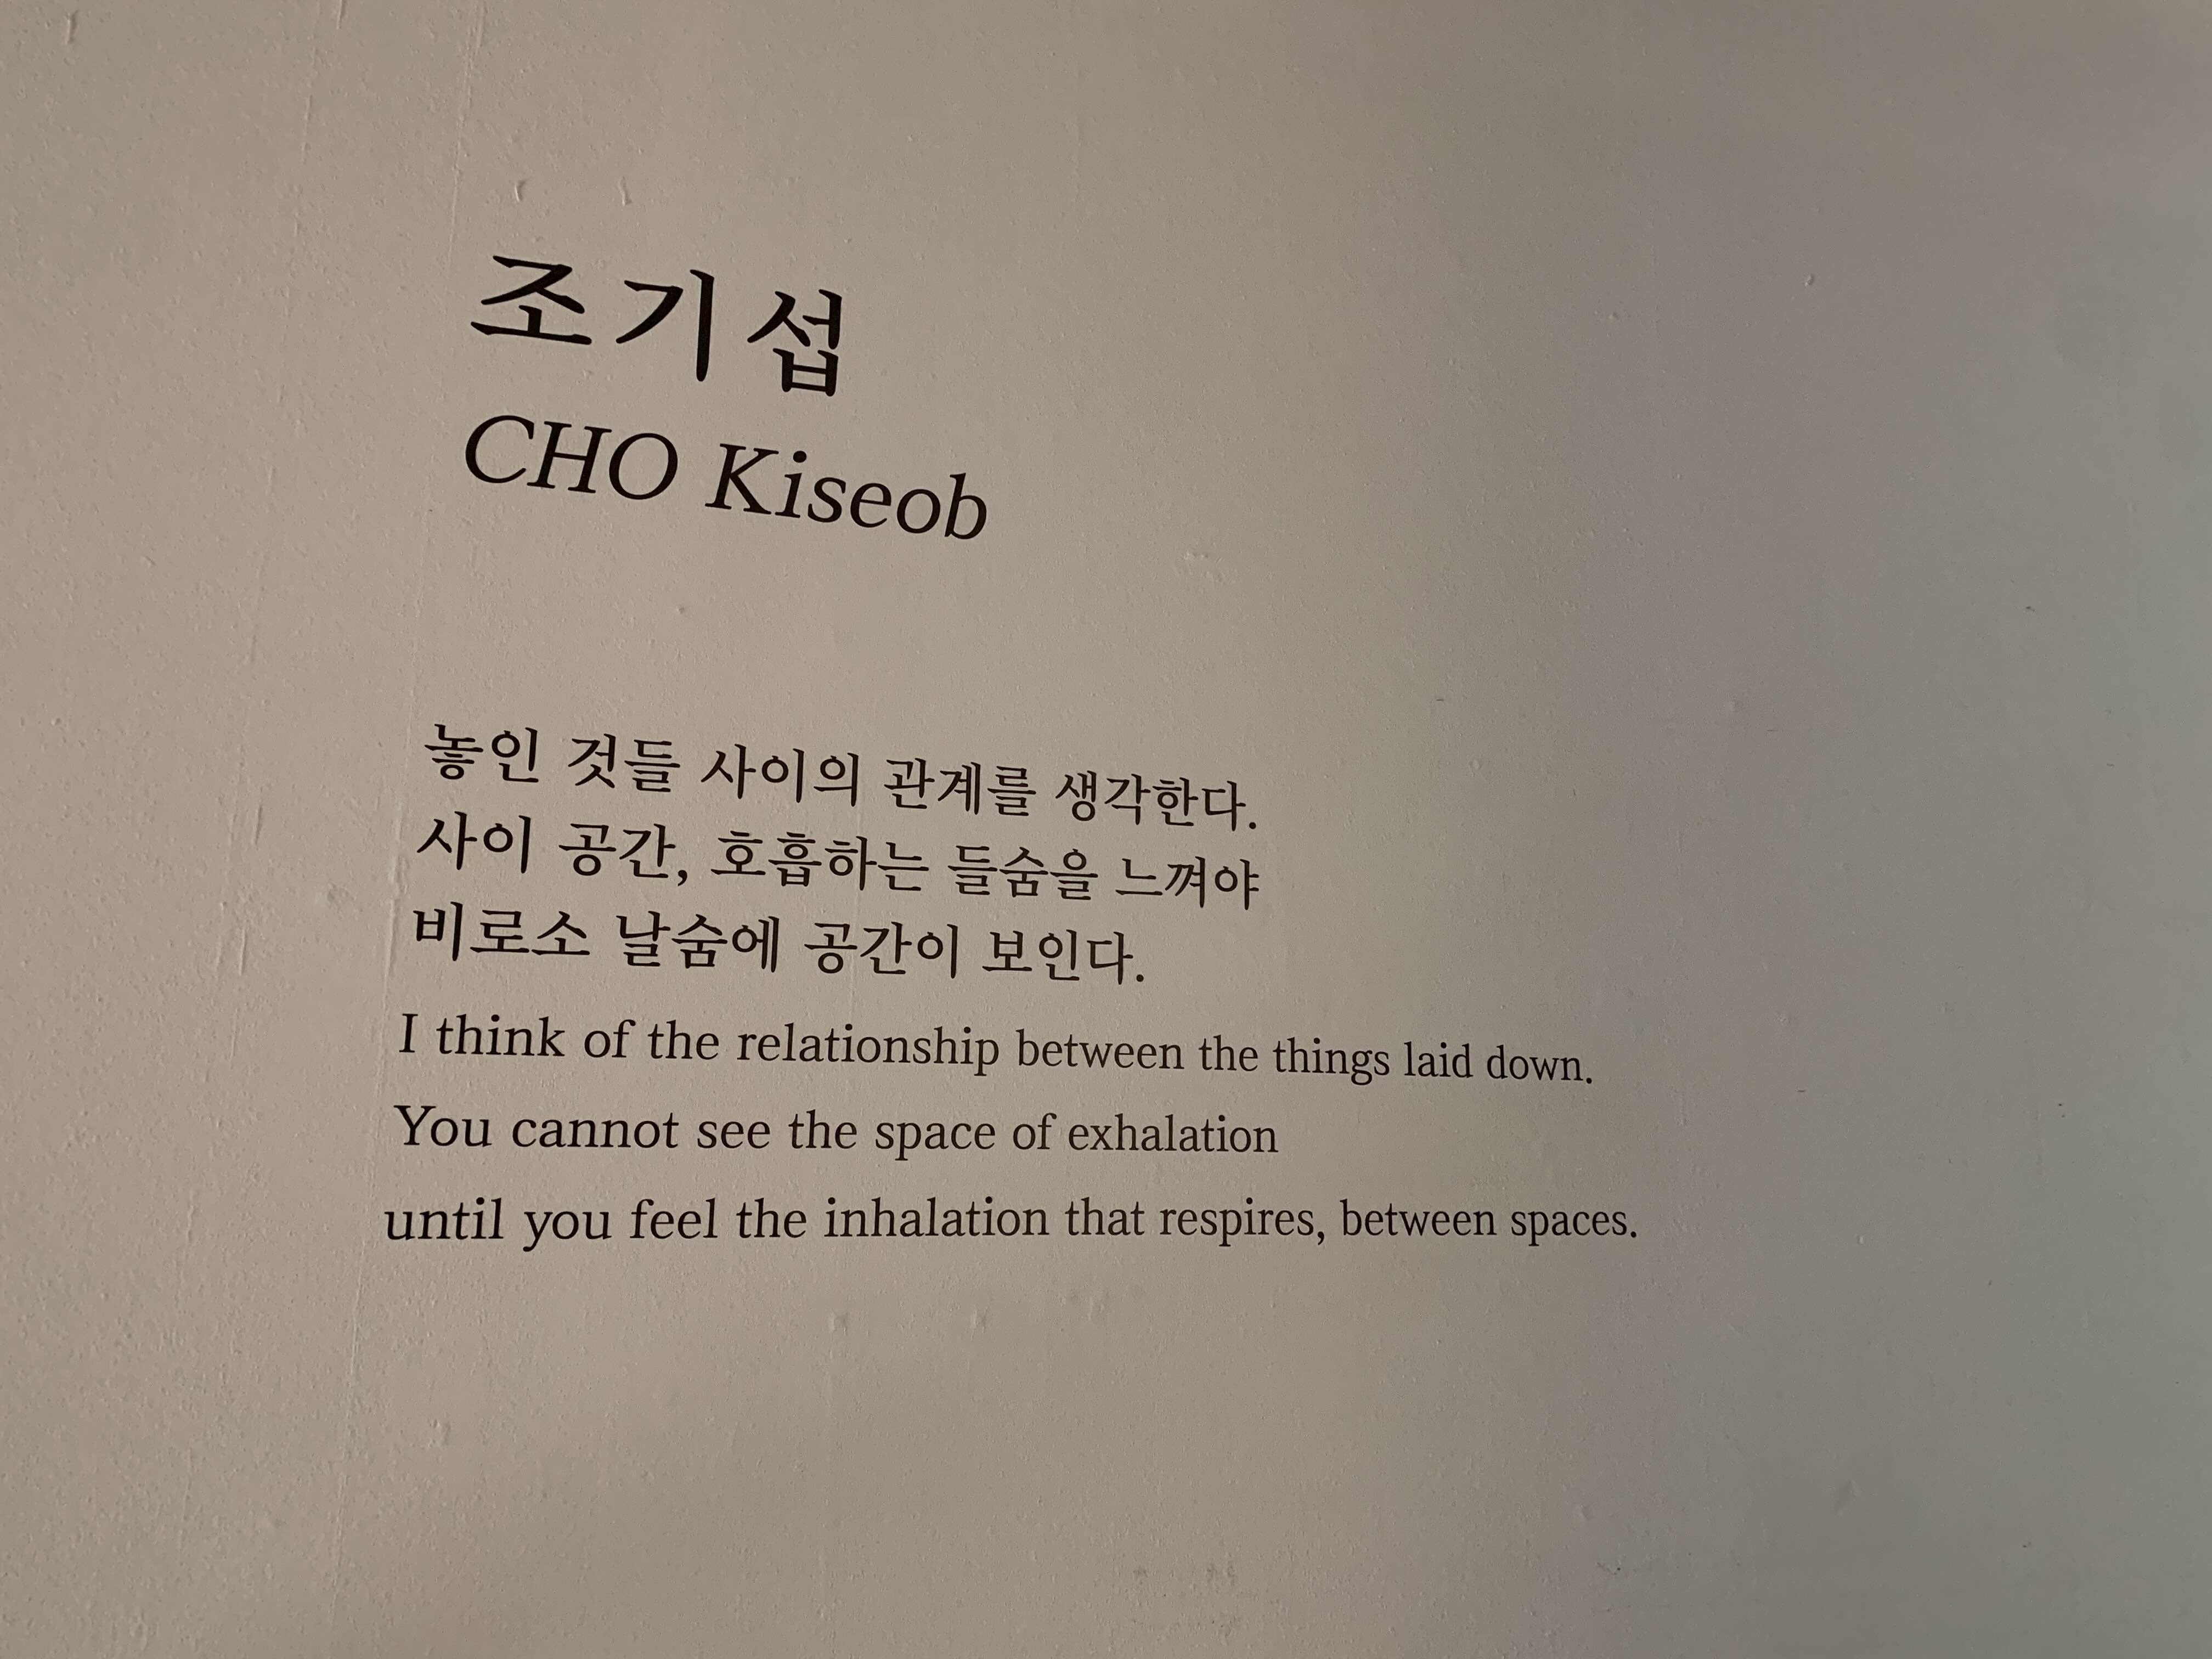 조기섭
CHO Kiseob
놓인 것들 사이의 관계를 생각한다.
사이 공간, 호흡하는 들숨을 느껴야
비로소 날숨에 공간이 보인다.
I think of the relationship between the things laid down.
You cannot see the space of exhalation
until you feel the inhalation that respires, between spaces.